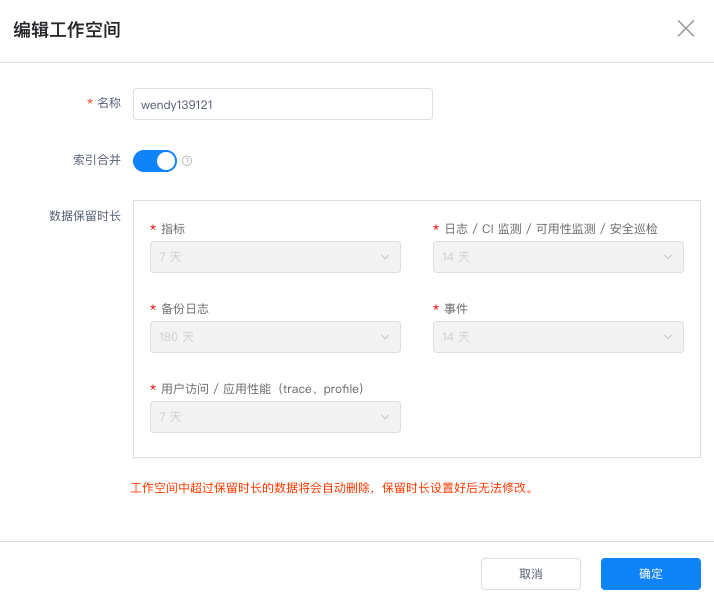 编辑工作空间
* 名称
wendy139121
索引合并
数据保留时长
* 指标
* 日志 / CI 监测 / 可用性监测 / 安全巡检
7 天
14 天
* 备份日志
* 事件
180 天
14 天
* 用户访问 / 应用性能（trace、profile）
7 天
工作空间中超过保留时长的数据将会自动删除，保留时长设置好后无法修改。
取消
确定